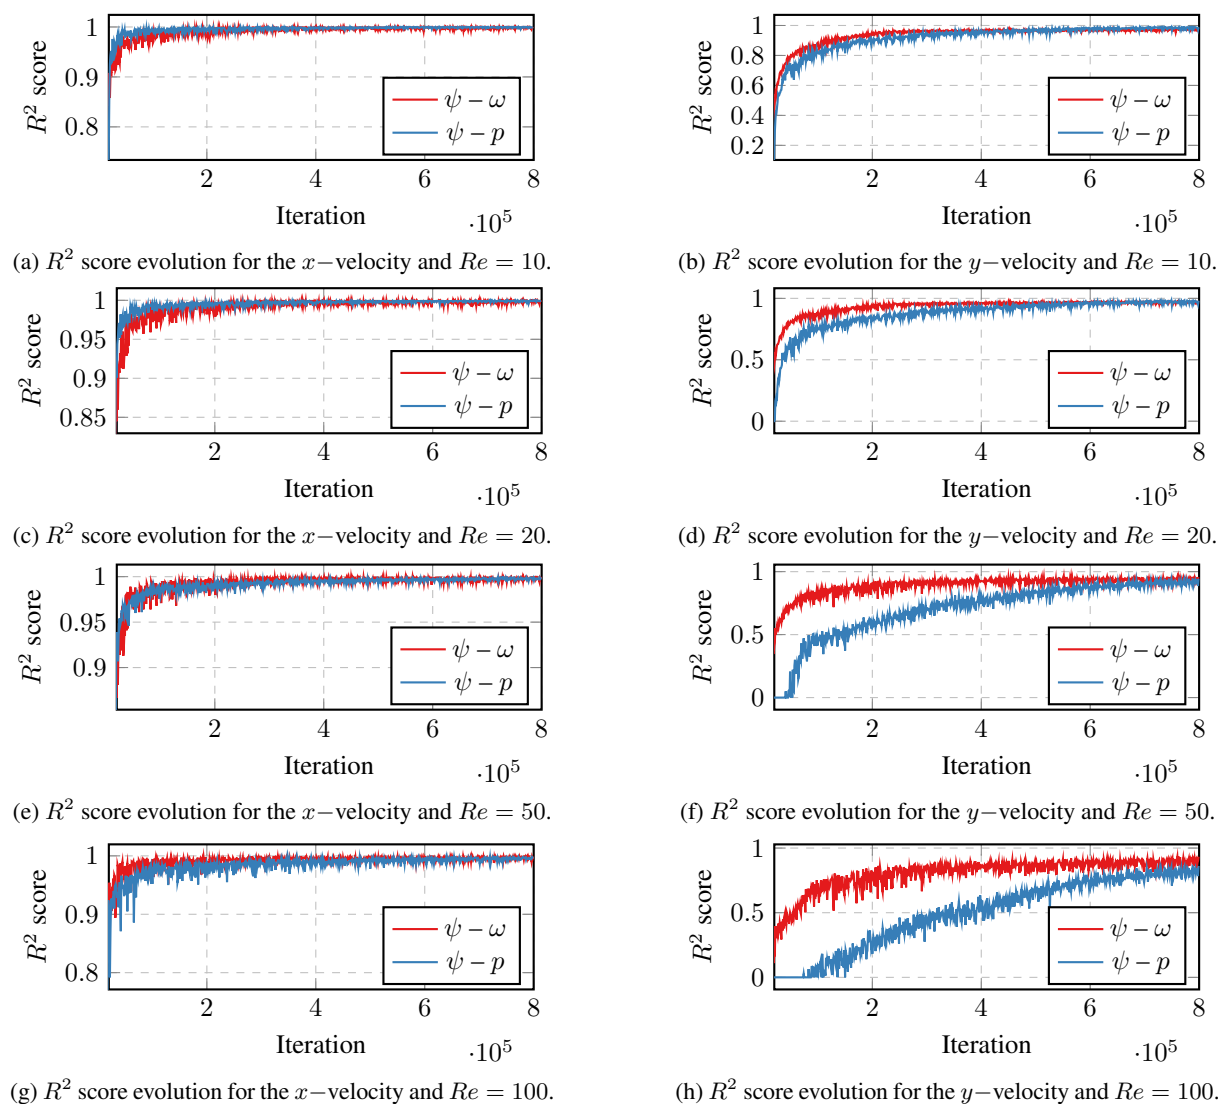 1
0.9
0.8
R² score
ψ − ω
ψ − p
2 4 6 8
Iteration
·10⁵
(a) R² score evolution for the x−velocity and Re = 10.
1
0.8
0.6
0.4
0.2
R² score
ψ − ω
ψ − p
2 4 6 8
Iteration
·10⁵
(b) R² score evolution for the y−velocity and Re = 10.
1
0.95
0.9
0.85
R² score
ψ − ω
ψ − p
2 4 6 8
Iteration
·10⁵
(c) R² score evolution for the x−velocity and Re = 20.
1
0.5
0
R² score
ψ − ω
ψ − p
2 4 6 8
Iteration
·10⁵
(d) R² score evolution for the y−velocity and Re = 20.
1
0.95
0.9
R² score
ψ − ω
ψ − p
2 4 6 8
Iteration
·10⁵
(e) R² score evolution for the x−velocity and Re = 50.
1
0.5
0
R² score
ψ − ω
ψ − p
2 4 6 8
Iteration
·10⁵
(f) R² score evolution for the y−velocity and Re = 50.
1
0.9
0.8
R² score
ψ − ω
ψ − p
2 4 6 8
Iteration
·10⁵
(g) R² score evolution for the x−velocity and Re = 100.
1
0.5
0
R² score
ψ − ω
ψ − p
2 4 6 8
Iteration
·10⁵
(h) R² score evolution for the y−velocity and Re = 100.